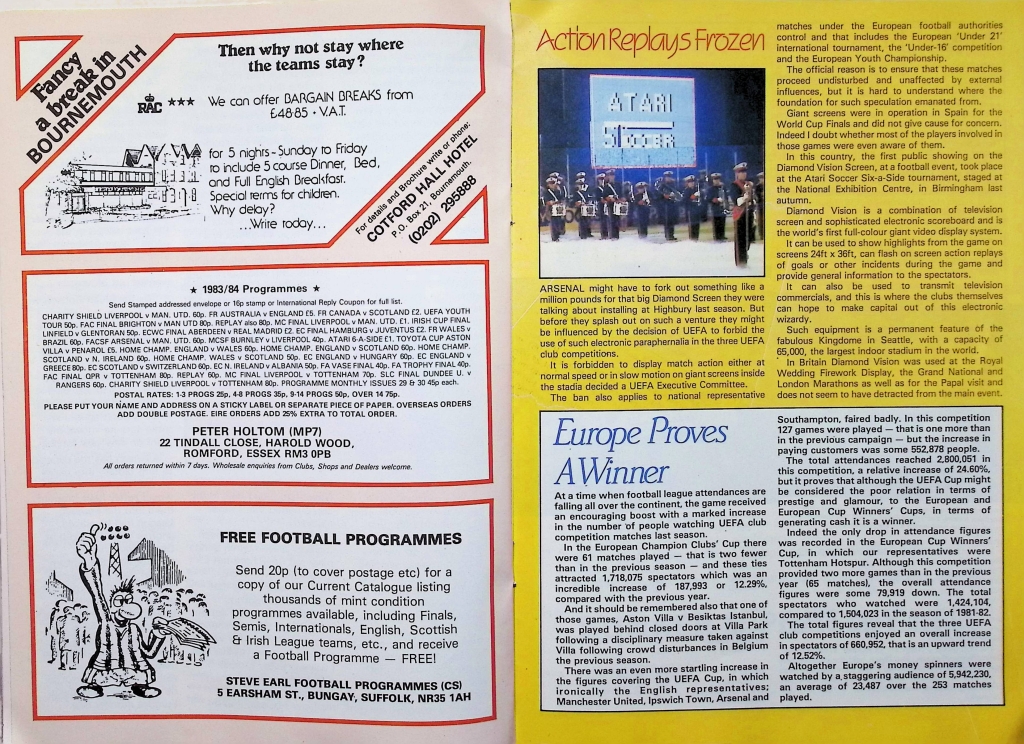 Fancy
a break in
BOURNEMOUTH
Then why not stay where
the teams stay?
RAC ★★★
We can offer BARGAIN BREAKS from
£48·85 + V.A.T.
for 5 nights - Sunday to Friday
to include 5 course Dinner, Bed,
and Full English Breakfast.
Special terms for children.
Why delay?
...Write today...
For details and Brochure write or phone:
COTFORD HALL HOTEL
P.O. Box 21, Bournemouth.
(0202) 295888
★ 1983/84 Programmes ★
Send Stamped addressed envelope or 16p stamp or International Reply Coupon for full list.
CHARITY SHIELD LIVERPOOL v MAN. UTD. 60p. FR AUSTRALIA v ENGLAND £5. FR CANADA v SCOTLAND £2. UEFA YOUTH
TOUR 50p. FAC FINAL BRIGHTON v MAN UTD 80p. REPLAY also 80p. MC FINAL LIVERPOOL v MAN. UTD. £1. IRISH CUP FINAL
LINFIELD v GLENTORAN 50p. ECWC FINAL ABERDEEN v REAL MADRID £2. EC FINAL HAMBURG v JUVENTUS £2. FR WALES v
BRAZIL 60p. FACSF ARSENAL v MAN. UTD. 60p. MCSF BURNLEY v LIVERPOOL 40p. ATARI 6-A-SIDE £1. TOYOTA CUP ASTON
VILLA v PENAROL £5. HOME CHAMP. ENGLAND v WALES 60p. HOME CHAMP. ENGLAND v SCOTLAND 60p. HOME CHAMP.
SCOTLAND v N. IRELAND 60p. HOME CHAMP. WALES v SCOTLAND 50p. EC ENGLAND v HUNGARY 60p. EC ENGLAND v
GREECE 80p. EC SCOTLAND v SWITZERLAND 60p. EC N. IRELAND v ALBANIA 50p. FA VASE FINAL 40p. FA TROPHY FINAL 40p.
FAC FINAL QPR v TOTTENHAM 80p. REPLAY 60p. MC FINAL LIVERPOOL v TOTTENHAM 70p. SLC FINAL DUNDEE U. v
RANGERS 60p. CHARITY SHIELD LIVERPOOL v TOTTENHAM 80p. PROGRAMME MONTHLY ISSUES 29 & 30 45p each.
POSTAL RATES: 1-3 PROGS 25p, 4-8 PROGS 35p, 9-14 PROGS 50p, OVER 14 75p.
PLEASE PUT YOUR NAME AND ADDRESS ON A STICKY LABEL OR SEPARATE PIECE OF PAPER. OVERSEAS ORDERS
ADD DOUBLE POSTAGE. EIRE ORDERS ADD 25% EXTRA TO TOTAL ORDER.
PETER HOLTOM (MP7)
22 TINDALL CLOSE, HAROLD WOOD,
ROMFORD, ESSEX RM3 0PB
All orders returned within 7 days. Wholesale enquiries from Clubs, Shops and Dealers welcome.
FREE FOOTBALL PROGRAMMES
Send 20p (to cover postage etc) for a
copy of our Current Catalogue listing
thousands of mint condition
programmes available, including Finals,
Semis, Internationals, English, Scottish
& Irish League teams, etc., and receive
a Football Programme — FREE!
STEVE EARL FOOTBALL PROGRAMMES (CS)
5 EARSHAM ST., BUNGAY, SUFFOLK, NR35 1AH
Action Replays Frozen
ATARI
SOCCER
ARSENAL might have to fork out something like a
million pounds for that big Diamond Screen they were
talking about installing at Highbury last season. But
before they splash out on such a venture they might
be influenced by the decision of UEFA to forbid the
use of such electronic paraphernalia in the three UEFA
club competitions.
It is forbidden to display match action either at
normal speed or in slow motion on giant screens inside
the stadia decided a UEFA Executive Committee.
The ban also applies to national representative
matches under the European football authorities
control and that includes the European 'Under 21'
international tournament, the 'Under-16' competition
and the European Youth Championship.
The official reason is to ensure that these matches
proceed undisturbed and unaffected by external
influences, but it is hard to understand where the
foundation for such speculation emanated from.
Giant screens were in operation in Spain for the
World Cup Finals and did not give cause for concern.
Indeed I doubt whether most of the players involved in
those games were even aware of them.
In this country, the first public showing on the
Diamond Vision Screen, at a football event, took place
at the Atari Soccer Six-a-Side tournament, staged at
the National Exhibition Centre, in Birmingham last
autumn.
Diamond Vision is a combination of television
screen and sophisticated electronic scoreboard and is
the world's first full-colour giant video display system.
It can be used to show highlights from the game on
screens 24ft x 36ft, can flash on screen action replays
of goals or other incidents during the game and
provide general information to the spectators.
It can also be used to transmit television
commercials, and this is where the clubs themselves
can hope to make capital out of this electronic
wizardry.
Such equipment is a permanent feature of the
fabulous Kingdome in Seattle, with a capacity of
65,000, the largest indoor stadium in the world.
In Britain Diamond Vision was used at the Royal
Wedding Firework Display, the Grand National and
London Marathons as well as for the Papal visit and
does not seem to have detracted from the main event.
Europe Proves
A Winner
At a time when football league attendances are
falling all over the continent, the game received
an encouraging boost with a marked increase
in the number of people watching UEFA club
competition matches last season.
In the European Champion Clubs' Cup there
were 61 matches played — that is two fewer
than in the previous season — and these ties
attracted 1,718,075 spectators which was an
incredible increase of 187,993 or 12.29%,
compared with the previous year.
And it should be remembered also that one of
those games, Aston Villa v Besiktas Istanbul,
was played behind closed doors at Villa Park
following a disciplinary measure taken against
Villa following crowd disturbances in Belgium
the previous season.
There was an even more startling increase in
the figures covering the UEFA Cup, in which
ironically the English representatives;
Manchester United, Ipswich Town, Arsenal and
Southampton, faired badly. In this competition
127 games were played — that is one more than
in the previous campaign — but the increase in
paying customers was some 552,878 people.
The total attendances reached 2,800,051 in
this competition, a relative increase of 24.60%,
but it proves that although the UEFA Cup might
be considered the poor relation in terms of
prestige and glamour, to the European and
European Cup Winners' Cups, in terms of
generating cash it is a winner.
Indeed the only drop in attendance figures
was recorded in the European Cup Winners'
Cup, in which our representatives were
Tottenham Hotspur. Although this competition
provided two more games than in the previous
year (65 matches), the overall attendance
figures were some 79,919 down. The total
spectators who watched were 1,424,104,
compared to 1,504,023 in the season of 1981-82.
The total figures reveal that the three UEFA
club competitions enjoyed an overall increase
in spectators of 660,952, that is an upward trend
of 12.52%.
Altogether Europe's money spinners were
watched by a staggering audience of 5,942,230,
an average of 23,487 over the 253 matches
played.